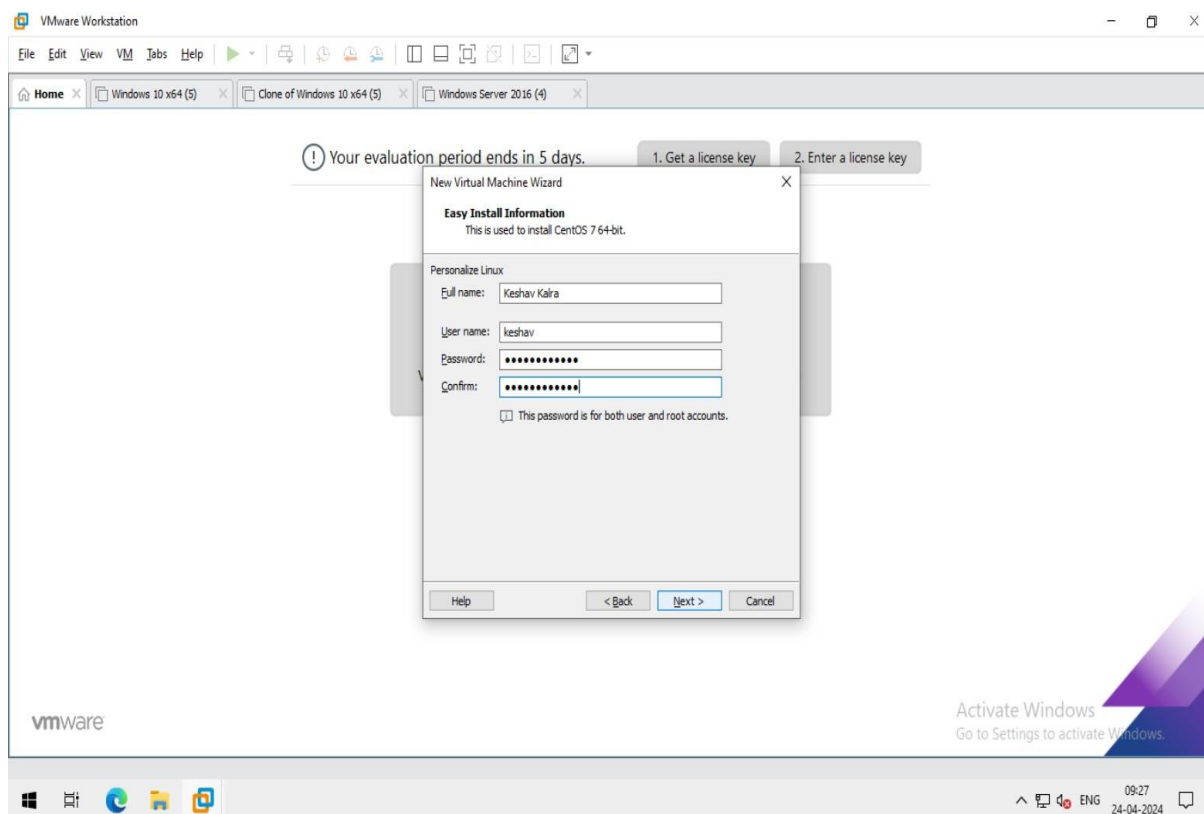 VMware Workstation
File Edit View VM Tabs Help
Home Windows 10 x64 (5) Clone of Windows 10 x64 (5) Windows Server 2016 (4)
Your evaluation period ends in 5 days. 1. Get a license key 2. Enter a license key
New Virtual Machine Wizard
Easy Install Information
This is used to install CentOS 7 64-bit.
Personalize Linux
Full name: Keshav Kalra
User name: keshav
Password: ●●●●●●●●●●●●
Confirm: ●●●●●●●●●●●●
This password is for both user and root accounts.
Help < Back Next > Cancel
vmware
Activate Windows
Go to Settings to activate Windows.
ENG 09:27
24-04-2024